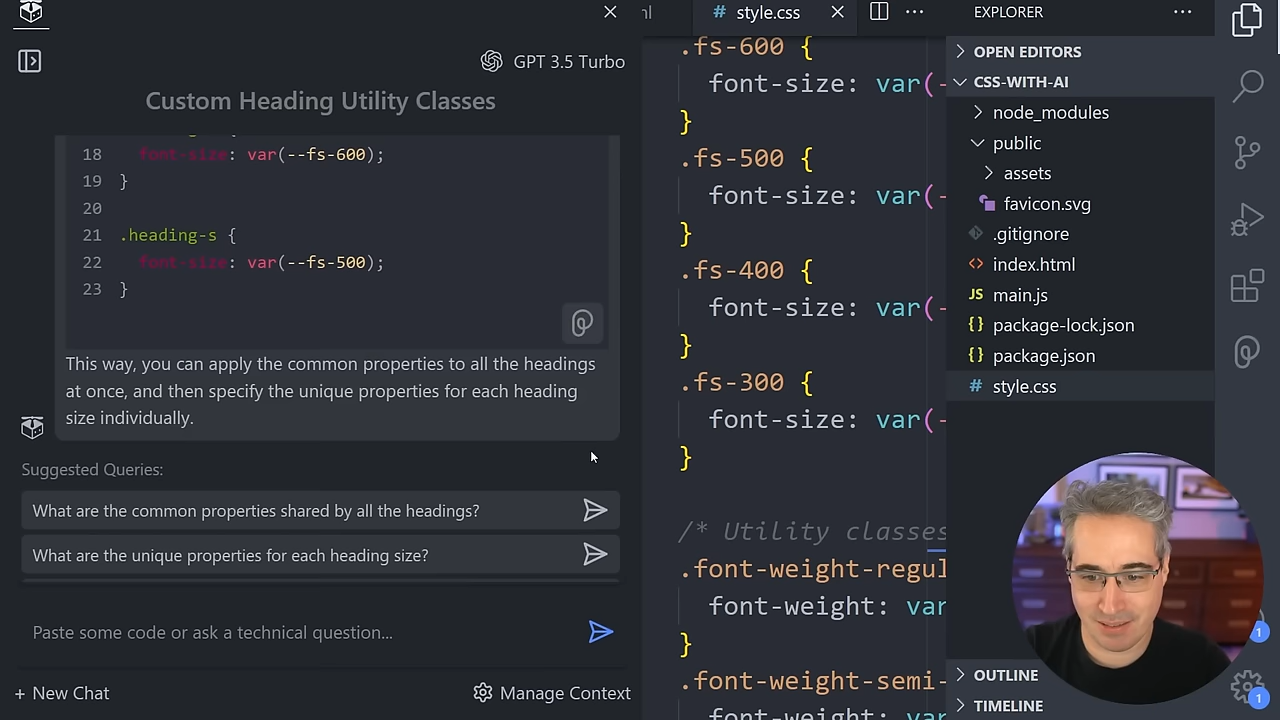 GPT 3.5 Turbo
Custom Heading Utility Classes
18 font-size: var(--fs-600);
19 }
20
21 .heading-s {
22 font-size: var(--fs-500);
23 }
This way, you can apply the common properties to all the headings
at once, and then specify the unique properties for each heading
size individually.
Suggested Queries:
What are the common properties shared by all the headings?
What are the unique properties for each heading size?
Paste some code or ask a technical question...
+ New Chat
Manage Context
# style.css
.fs-600 {
font-size: var(-
}
.fs-500 {
font-size: var(-
}
.fs-400 {
font-size: var(-
}
.fs-300 {
font-size: var(-
}
/* Utility classes
.font-weight-regul
font-weight: var
}
.font-weight-semi-
font-weight: var
EXPLORER
OPEN EDITORS
CSS-WITH-AI
node_modules
public
assets
favicon.svg
.gitignore
<> index.html
JS main.js
{} package-lock.json
{} package.json
# style.css
OUTLINE
TIMELINE
1
1